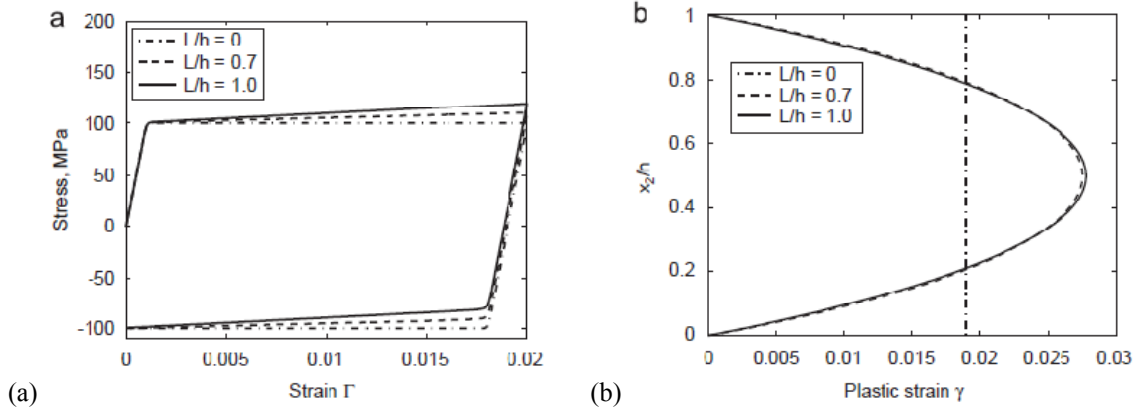 a
200
150
100
50
0
-50
-100
L/h = 0
L/h = 0.7
L/h = 1.0
Stress, MPa
0 0.005 0.01 0.015 0.02
Strain Γ
(a)
b
1
0.8
0.6
0.4
0.2
0
L/h = 0
L/h = 0.7
L/h = 1.0
x₂/h
0 0.005 0.01 0.015 0.02 0.025 0.03
Plastic strain γ
(b)